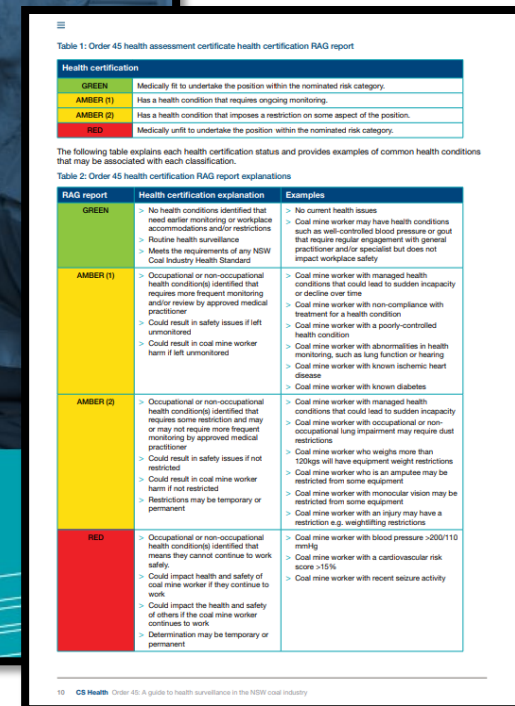 Table 1: Order 45 health assessment certificate health certification RAG report
Health certification
GREEN Medically fit to undertake the position within the nominated risk category.
AMBER (1) Has a health condition that requires ongoing monitoring.
AMBER (2) Has a health condition that imposes a restriction on some aspect of the position.
RED Medically unfit to undertake the position within the nominated risk category.
The following table explains each health certification status and provides examples of common health conditions
that may be associated with each classification.
Table 2: Order 45 health certification RAG report explanations
RAG report Health certification explanation Examples
GREEN
> No health conditions identified that
need earlier monitoring or workplace
accommodations and/or restrictions
> Routine health surveillance
> Meets the requirements of any NSW
Coal Industry Health Standard
> No current health issues
> Coal mine worker may have health conditions
such as well-controlled blood pressure or gout
that require regular engagement with general
practitioner and/or specialist but does not
impact workplace safety
AMBER (1)
> Occupational or non-occupational
health condition(s) identified that
requires more frequent monitoring
and/or review by approved medical
practitioner
> Could result in safety issues if left
unmonitored
> Could result in coal mine worker
harm if left unmonitored
> Coal mine worker with managed health
conditions that could lead to sudden incapacity
or decline over time
> Coal mine worker with non-compliance with
treatment for a health condition
> Coal mine worker with a poorly-controlled
health condition
> Coal mine worker with abnormalities in health
monitoring, such as lung function or hearing
> Coal mine worker with known ischemic heart
disease
> Coal mine worker with known diabetes
AMBER (2)
> Occupational or non-occupational
health condition(s) identified that
requires some restriction and may
or may not require more frequent
monitoring by approved medical
practitioner
> Could result in safety issues if not
restricted
> Could result in coal mine worker
harm if not restricted
> Restrictions may be temporary or
permanent
> Coal mine worker with managed health
conditions that could lead to sudden incapacity
> Coal mine worker with occupational or non-
occupational lung impairment may require dust
restrictions
> Coal mine worker who weighs more than
120kgs will have equipment weight restrictions
> Coal mine worker who is an amputee may be
restricted from some equipment
> Coal mine worker with monocular vision may be
restricted from some equipment
> Coal mine worker with an injury may have a
restriction e.g. weightlifting restrictions
RED
> Occupational or non-occupational
health condition(s) identified that
means they cannot continue to work
safely.
> Could impact health and safety of
coal mine worker if they continue to
work
> Could impact the health and safety
of others if the coal mine worker
continues to work
> Determination may be temporary or
permanent
> Coal mine worker with blood pressure >200/110
mmHg
> Coal mine worker with a cardiovascular risk
score >15%
> Coal mine worker with recent seizure activity
10 CS Health Order 45: A guide to health surveillance in the NSW coal industry